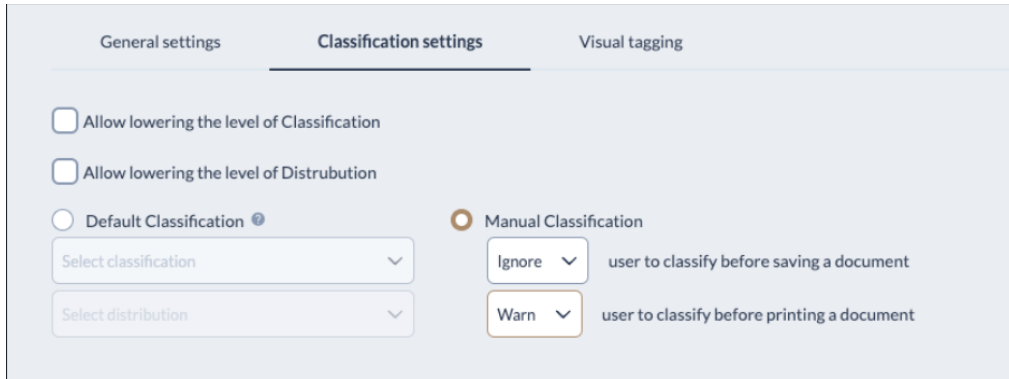 General settings Classification settings Visual tagging
Allow lowering the level of Classification
Allow lowering the level of Distrubution
Default Classification ? Manual Classification
Select classification Ignore user to classify before saving a document
Select distribution Warn user to classify before printing a document